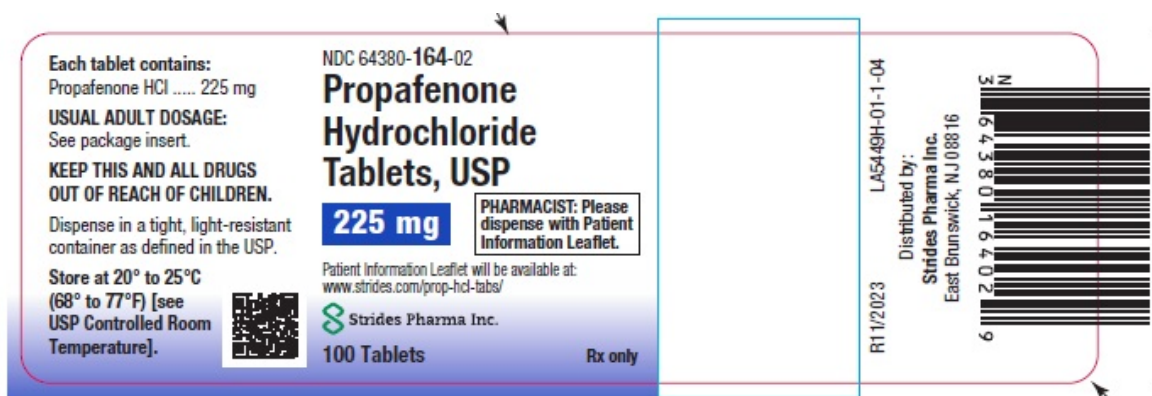 Each tablet contains:
Propafenone HCl ..... 225 mg
USUAL ADULT DOSAGE:
See package insert.
KEEP THIS AND ALL DRUGS
OUT OF REACH OF CHILDREN.
Dispense in a tight, light-resistant
container as defined in the USP.
Store at 20° to 25°C
(68° to 77°F) [see
USP Controlled Room
Temperature].
NDC 64380-164-02
Propafenone
Hydrochloride
Tablets, USP
225 mg
PHARMACIST: Please
dispense with Patient
Information Leaflet.
Patient Information Leaflet will be available at:
www.strides.com/prop-hcl-tabs/
Strides Pharma Inc.
100 Tablets
Rx only
R11/2023
LA5449H-01-1-04
Distributed by:
Strides Pharma Inc.
East Brunswick, NJ 08816
N
3 64380 16402 9